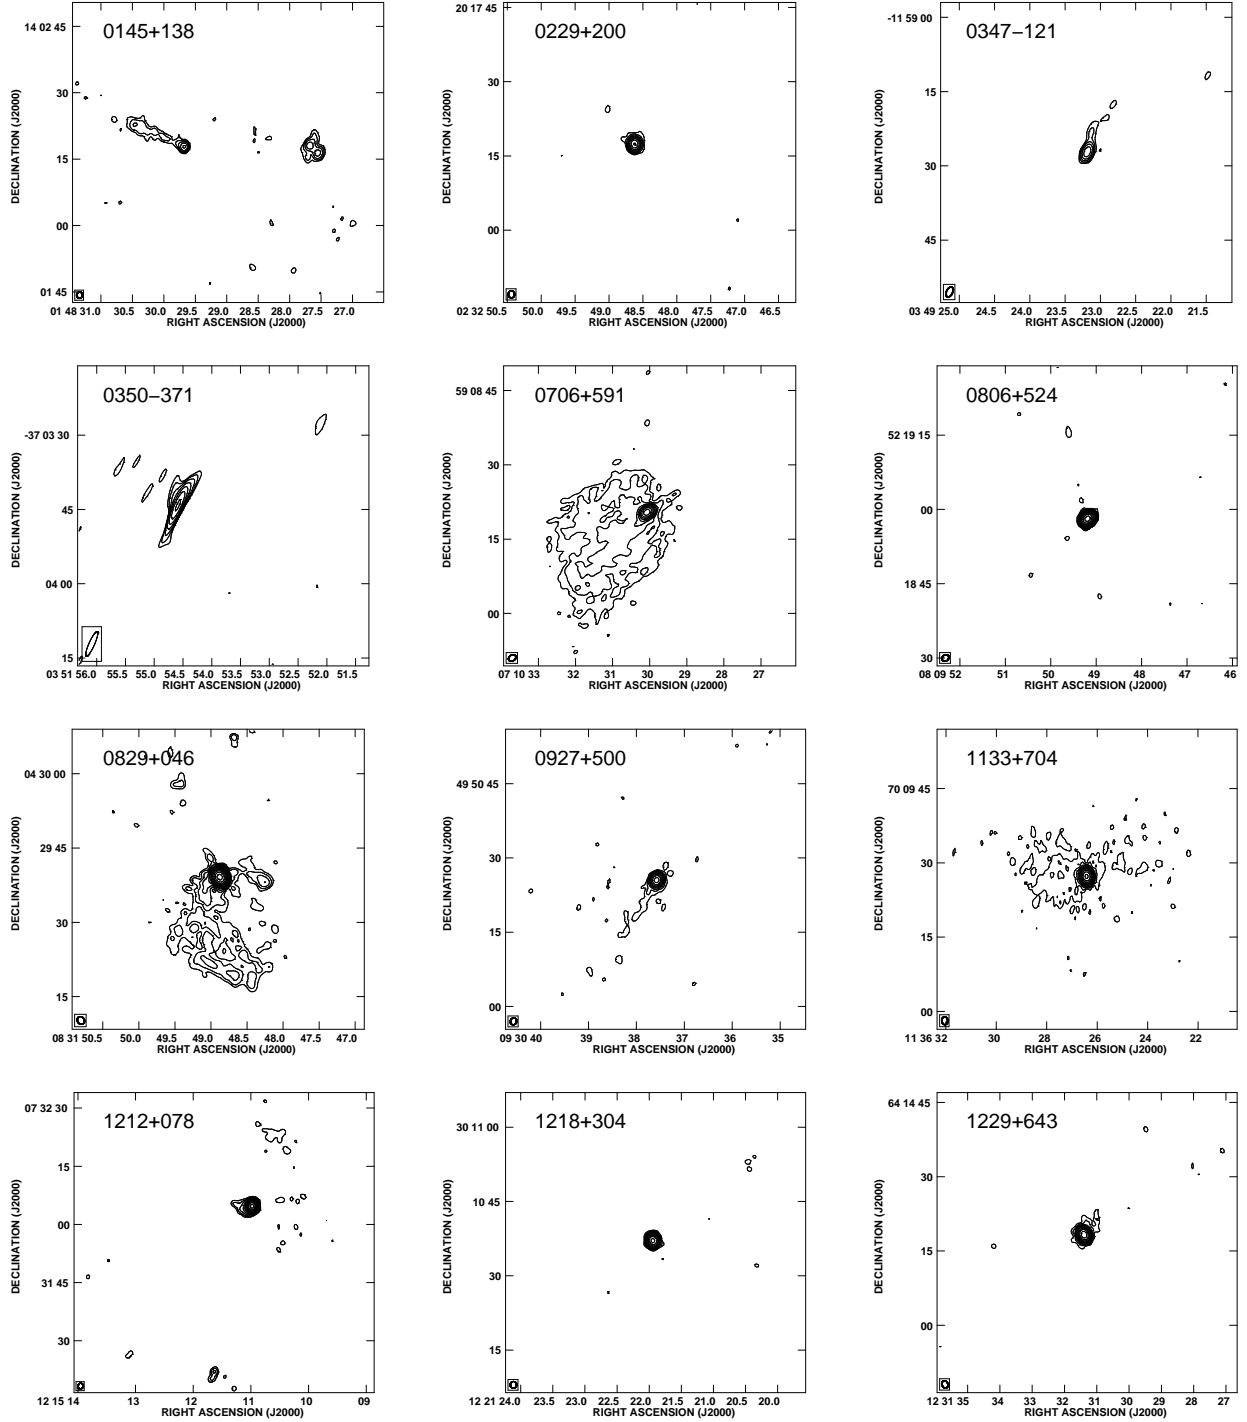 0145+138
14 02 45
30
15
00
01 45
01 48 31.0 30.5 30.0 29.5 29.0 28.5 28.0 27.5 27.0
RIGHT ASCENSION (J2000)
DECLINATION (J2000)
0229+200
20 17 45
30
15
00
02 32 50.5 50.0 49.5 49.0 48.5 48.0 47.5 47.0 46.5
RIGHT ASCENSION (J2000)
DECLINATION (J2000)
0347−121
-11 59 00
15
30
45
03 49 25.0 24.5 24.0 23.5 23.0 22.5 22.0 21.5
RIGHT ASCENSION (J2000)
DECLINATION (J2000)
0350−371
-37 03 30
45
04 00
15
03 51 56.0 55.5 55.0 54.5 54.0 53.5 53.0 52.5 52.0 51.5
RIGHT ASCENSION (J2000)
DECLINATION (J2000)
0706+591
59 08 45
30
15
00
07 10 33 32 31 30 29 28 27
RIGHT ASCENSION (J2000)
DECLINATION (J2000)
0806+524
52 19 15
00
18 45
30
08 09 52 51 50 49 48 47 46
RIGHT ASCENSION (J2000)
DECLINATION (J2000)
0829+046
04 30 00
29 45
30
15
08 31 50.5 50.0 49.5 49.0 48.5 48.0 47.5 47.0
RIGHT ASCENSION (J2000)
DECLINATION (J2000)
0927+500
49 50 45
30
15
00
09 30 40 39 38 37 36 35
RIGHT ASCENSION (J2000)
DECLINATION (J2000)
1133+704
70 09 45
30
15
00
11 36 32 30 28 26 24 22
RIGHT ASCENSION (J2000)
DECLINATION (J2000)
1212+078
07 32 30
15
00
31 45
30
12 15 14 13 12 11 10 09
RIGHT ASCENSION (J2000)
DECLINATION (J2000)
1218+304
30 11 00
10 45
30
15
12 21 24.0 23.5 23.0 22.5 22.0 21.5 21.0 20.5 20.0
RIGHT ASCENSION (J2000)
DECLINATION (J2000)
1229+643
64 14 45
30
15
00
12 31 35 34 33 32 31 30 29 28 27
RIGHT ASCENSION (J2000)
DECLINATION (J2000)